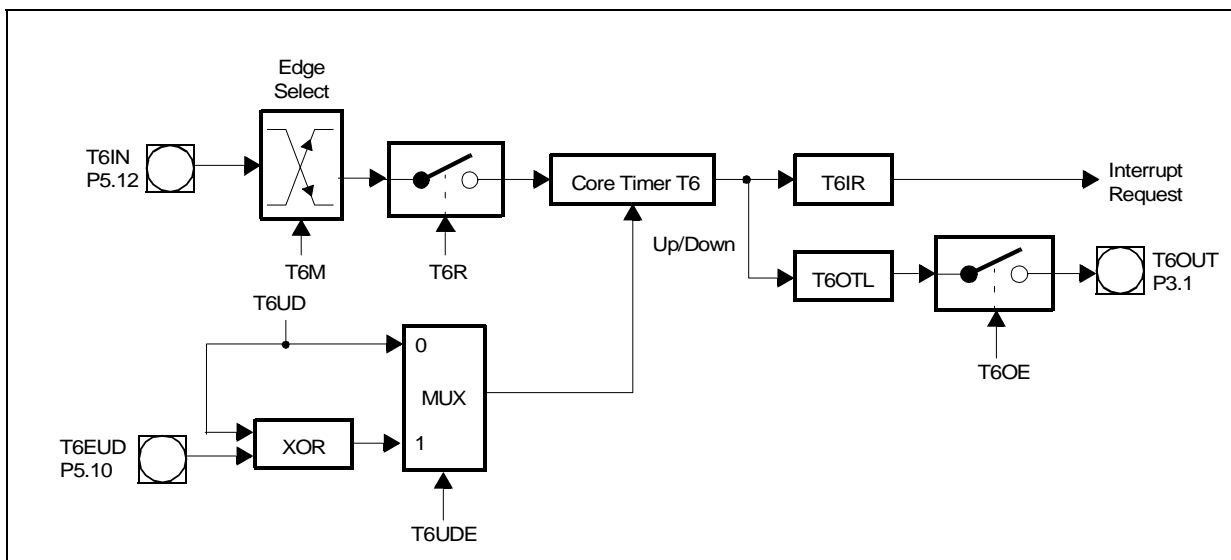 Edge
Select
T6IN
P5.12
Core Timer T6
T6IR
Interrupt
Request
Up/Down
T6M
T6R
T6OTL
T6OUT
P3.1
T6UD
0
T6OE
MUX
T6EUD
P5.10
XOR
1
T6UDE